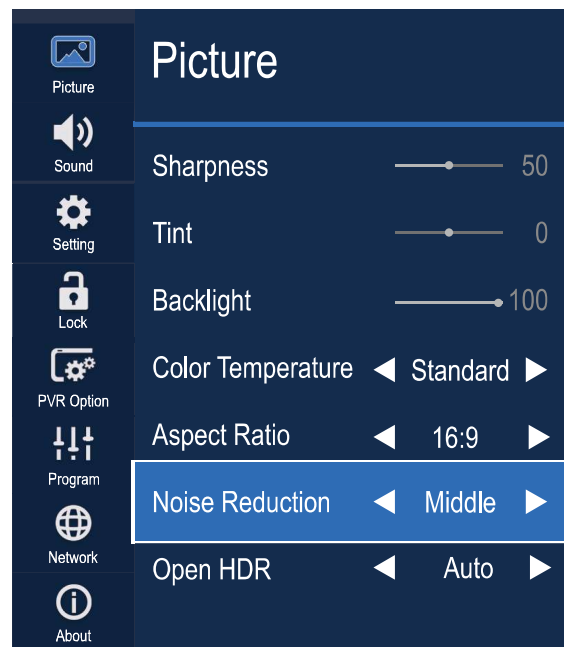 Picture
Sound
Setting
Lock
PVR Option
Program
Network
About
Picture
Sharpness 50
Tint 0
Backlight 100
Color Temperature Standard
Aspect Ratio 16:9
Noise Reduction Middle
Open HDR Auto